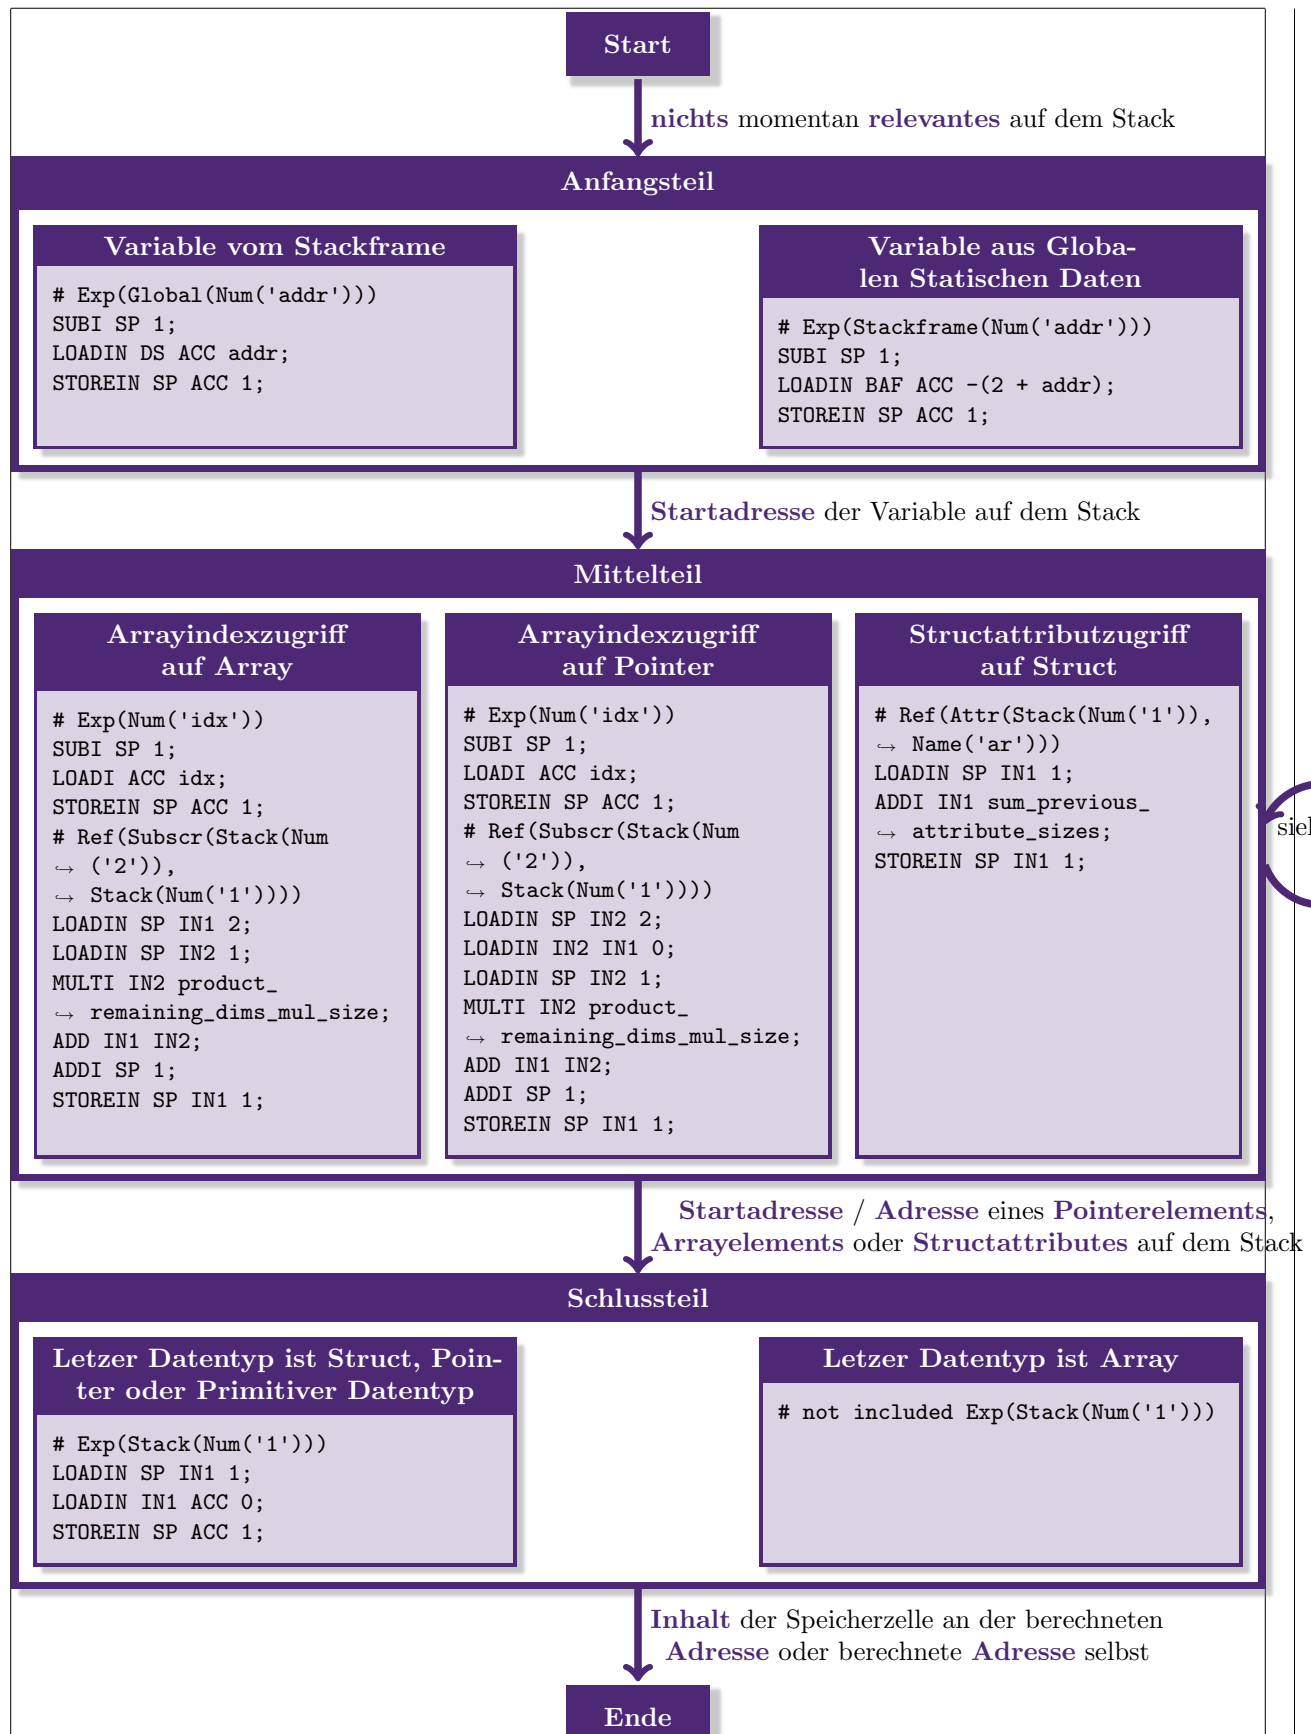 Start
nichts momentan relevantes auf dem Stack
Anfangsteil
Variable vom Stackframe
# Exp(Global(Num('addr')))
SUBI SP 1;
LOADIN DS ACC addr;
STOREIN SP ACC 1;
Variable aus Globa-
len Statischen Daten
# Exp(Stackframe(Num('addr')))
SUBI SP 1;
LOADIN BAF ACC -(2 + addr);
STOREIN SP ACC 1;
Startadresse der Variable auf dem Stack
Mittelteil
Arrayindexzugriff
auf Array
# Exp(Num('idx'))
SUBI SP 1;
LOADI ACC idx;
STOREIN SP ACC 1;
# Ref(Subscr(Stack(Num
↪ ('2')),
↪ Stack(Num('1'))))
LOADIN SP IN1 2;
LOADIN SP IN2 1;
MULTI IN2 product_
↪ remaining_dims_mul_size;
ADD IN1 IN2;
ADDI SP 1;
STOREIN SP IN1 1;
Arrayindexzugriff
auf Pointer
# Exp(Num('idx'))
SUBI SP 1;
LOADI ACC idx;
STOREIN SP ACC 1;
# Ref(Subscr(Stack(Num
↪ ('2')),
↪ Stack(Num('1'))))
LOADIN SP IN2 2;
LOADIN IN2 IN1 0;
LOADIN SP IN2 1;
MULTI IN2 product_
↪ remaining_dims_mul_size;
ADD IN1 IN2;
ADDI SP 1;
STOREIN SP IN1 1;
Structattributzugriff
auf Struct
# Ref(Attr(Stack(Num('1')),
↪ Name('ar')))
LOADIN SP IN1 1;
ADDI IN1 sum_previous_
↪ attribute_sizes;
STOREIN SP IN1 1;
Startadresse / Adresse eines Pointerelements,
Arrayelements oder Structattributes auf dem Stack
Schlussteil
Letzer Datentyp ist Struct, Poin-
ter oder Primitiver Datentyp
# Exp(Stack(Num('1')))
LOADIN SP IN1 1;
LOADIN IN1 ACC 0;
STOREIN SP ACC 1;
Letzer Datentyp ist Array
# not included Exp(Stack(Num('1')))
Inhalt der Speicherzelle an der berechneten
Adresse oder berechnete Adresse selbst
Ende